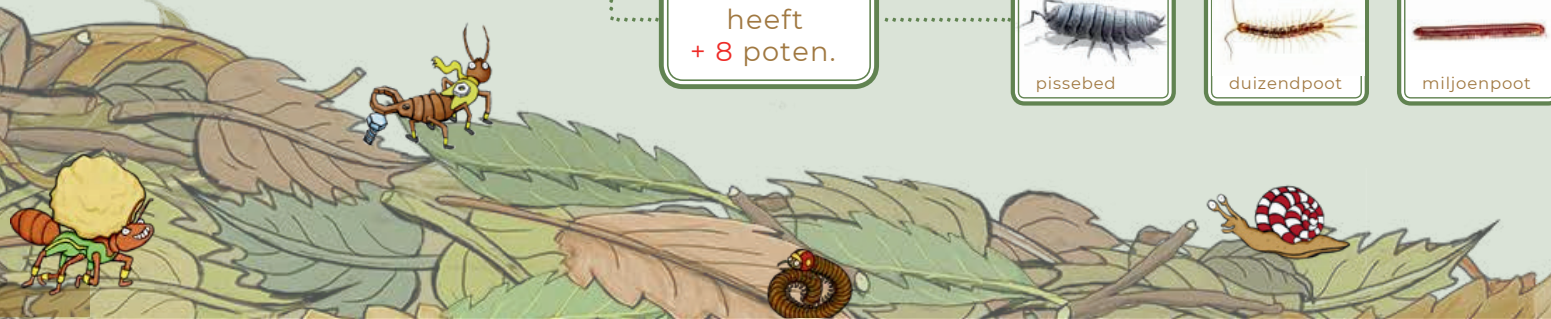 heeft
+ 8 poten.
pissebed
duizendpoot
miljoenpoot